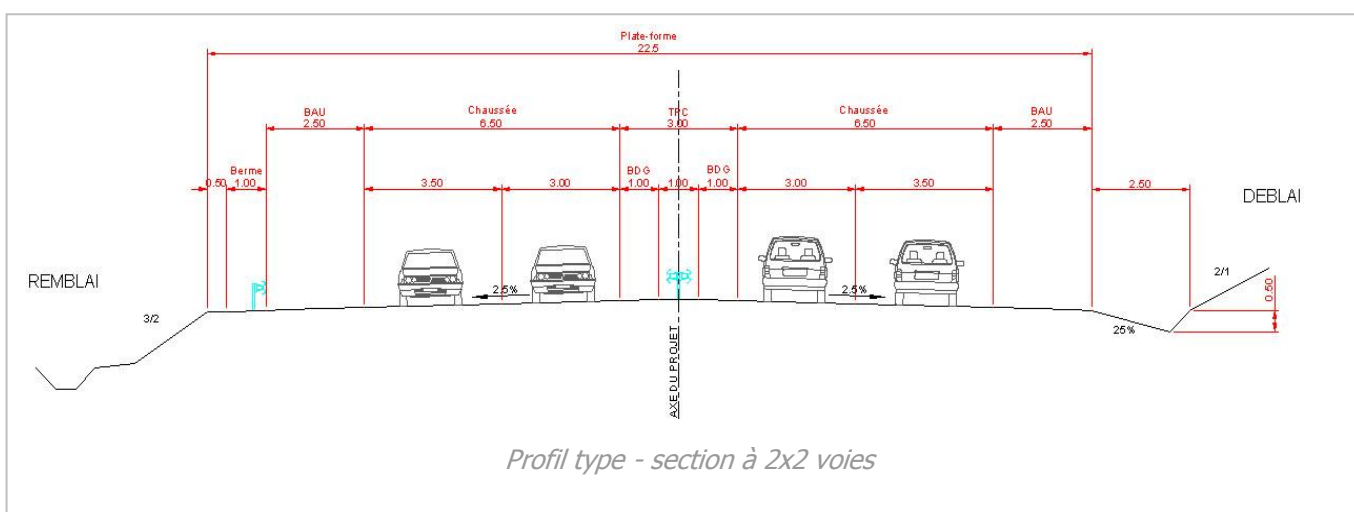 Plate-forme
22.5
BAU
2.50
Chaussée
6.50
TPC
3.00
Chaussée
6.50
BAU
2.50
0.50
Berme
1.00
3.50
3.00
BDG
1.00
1.00
BDG
1.00
3.00
3.50
2.50
DEBLAI
REMBLAI
2.5%
2.5%
2/1
0.50
3/2
25%
AXE DU PROJET
Profil type - section à 2x2 voies